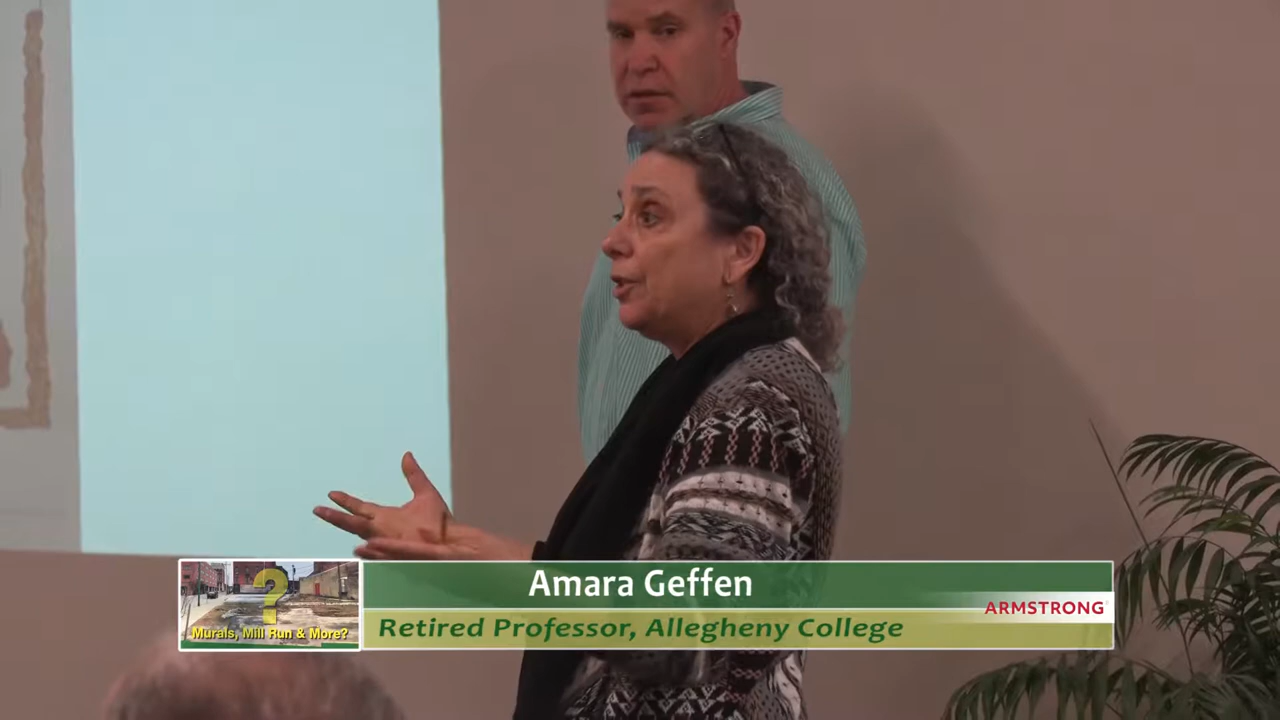 Amara Geffen
ARMSTRONG
Murals, Mill Run & More?
Retired Professor, Allegheny College
?